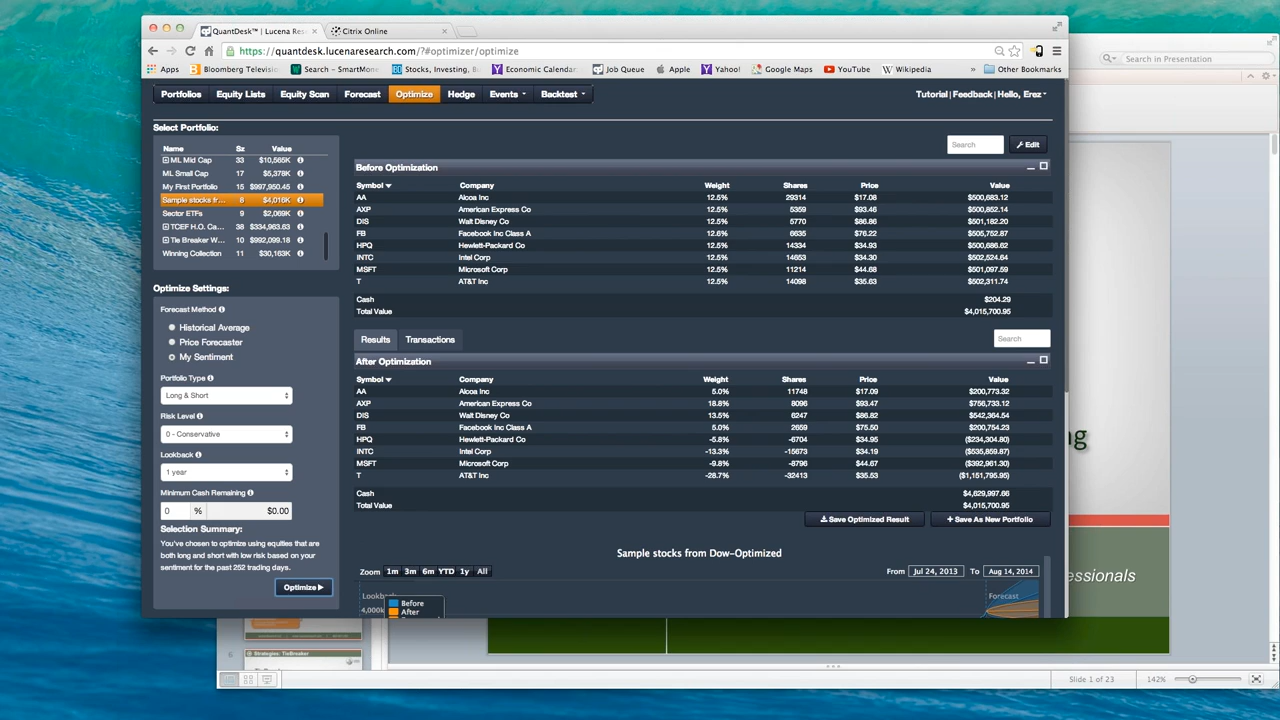 QuantDesk™ | Lucena Res
Citrix Online
https://quantdesk.lucenaresearch.com/?#optimizer/optimize
Search in Presentation
Apps Bloomberg Televisi Search – SmartMone Stocks, Investing, B Economic Calenda Job Queue Apple Yahoo! Google Maps YouTube Wikipedia » Other Bookmarks
Portfolios Equity Lists Equity Scan Forecast Optimize Hedge Events Backtest Tutorial | Feedback | Hello, Erez
Select Portfolio:
Name Sz Value
ML Mid Cap 33 $10,565K
ML Small Cap 17 $5,378K
My First Portfolio 15 $997,950.45
Sample stocks fr... 8 $4,016K
Sector ETFs 9 $2,069K
TCEF H.O. Ca... 38 $334,963.63
Tie Breaker W... 10 $992,099.18
Winning Collection 11 $30,163K
Search Edit
Before Optimization
Symbol Company Weight Shares Price Value
AA Alcoa Inc 12.5% 29314 $17.08 $500,683.12
AXP American Express Co 12.5% 5359 $93.46 $500,852.14
DIS Walt Disney Co 12.5% 5770 $86.86 $501,182.20
FB Facebook Inc Class A 12.6% 6635 $76.22 $505,752.87
HPQ Hewlett-Packard Co 12.5% 14334 $34.93 $500,686.62
INTC Intel Corp 12.5% 14653 $34.30 $502,524.64
MSFT Microsoft Corp 12.5% 11214 $44.68 $501,097.59
T AT&T Inc 12.5% 14098 $35.63 $502,311.74
Cash $204.29
Total Value $4,015,700.95
Optimize Settings:
Forecast Method
Historical Average
Price Forecaster
My Sentiment
Portfolio Type
Long & Short
Risk Level
0 - Conservative
Lookback
1 year
Minimum Cash Remaining
0 % $0.00
Selection Summary:
You've chosen to optimize using equities that are
both long and short with low risk based on your
sentiment for the past 252 trading days.
Optimize
Results Transactions Search
After Optimization
Symbol Company Weight Shares Price Value
AA Alcoa Inc 5.0% 11748 $17.09 $200,773.32
AXP American Express Co 18.8% 8096 $93.47 $756,733.12
DIS Walt Disney Co 13.5% 6247 $86.82 $542,364.54
FB Facebook Inc Class A 5.0% 2659 $75.50 $200,754.23
HPQ Hewlett-Packard Co -5.8% -6704 $34.95 ($234,304.80)
INTC Intel Corp -13.3% -15673 $34.19 ($535,859.87)
MSFT Microsoft Corp -9.8% -8796 $44.67 ($392,961.30)
T AT&T Inc -28.7% -32413 $35.53 ($1,151,795.95)
Cash $4,629,997.66
Total Value $4,015,700.95
Save Optimized Result + Save As New Portfolio
Sample stocks from Dow-Optimized
Zoom 1m 3m 6m YTD 1y All From Jul 24, 2013 To Aug 14, 2014
Lookback
4,000k
Before
After
Forecast
ng
essionals
6 Strategies: TieBreaker
Slide 1 of 23 142%